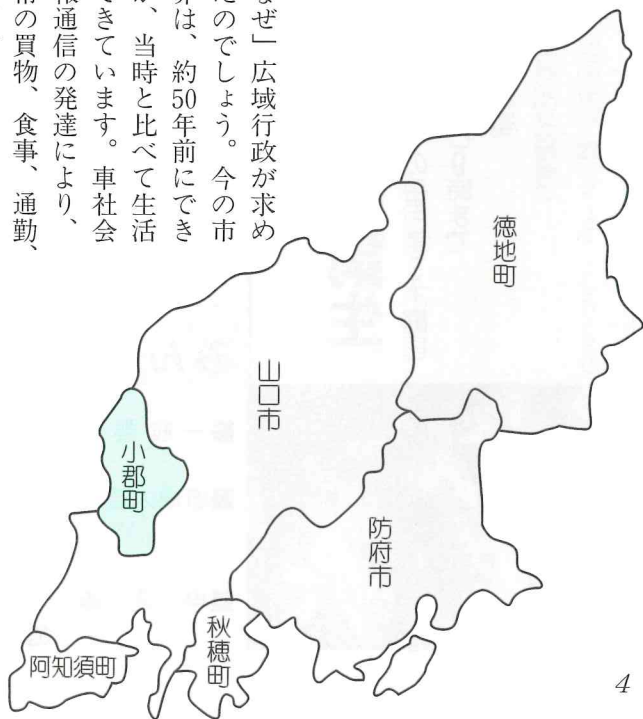 なぜ」広域行政が求め
たのでしょう。今の市
界は、約50年前にでき
が、当時と比べて生活
できています。車社会
報通信の発達により、
常の買物、食事、通勤、
徳地町
山口市
小郡町
防府市
秋穂町
阿知須町
4